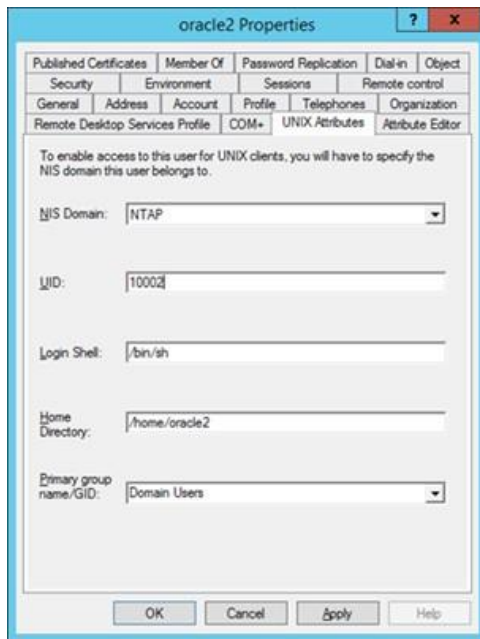 oracle2 Properties
? x
Published Certificates Member Of Password Replication Dial-in Object
Security Environment Sessions Remote control
General Address Account Profile Telephones Organization
Remote Desktop Services Profile COM+ UNIX Attributes Attribute Editor
To enable access to this user for UNIX clients, you will have to specify the
NIS domain this user belongs to.
NIS Domain: NTAP
UID: 10002
Login Shell: /bin/sh
Home
Directory: /home/oracle2
Primary group
name/GID: Domain Users
OK Cancel Apply Help